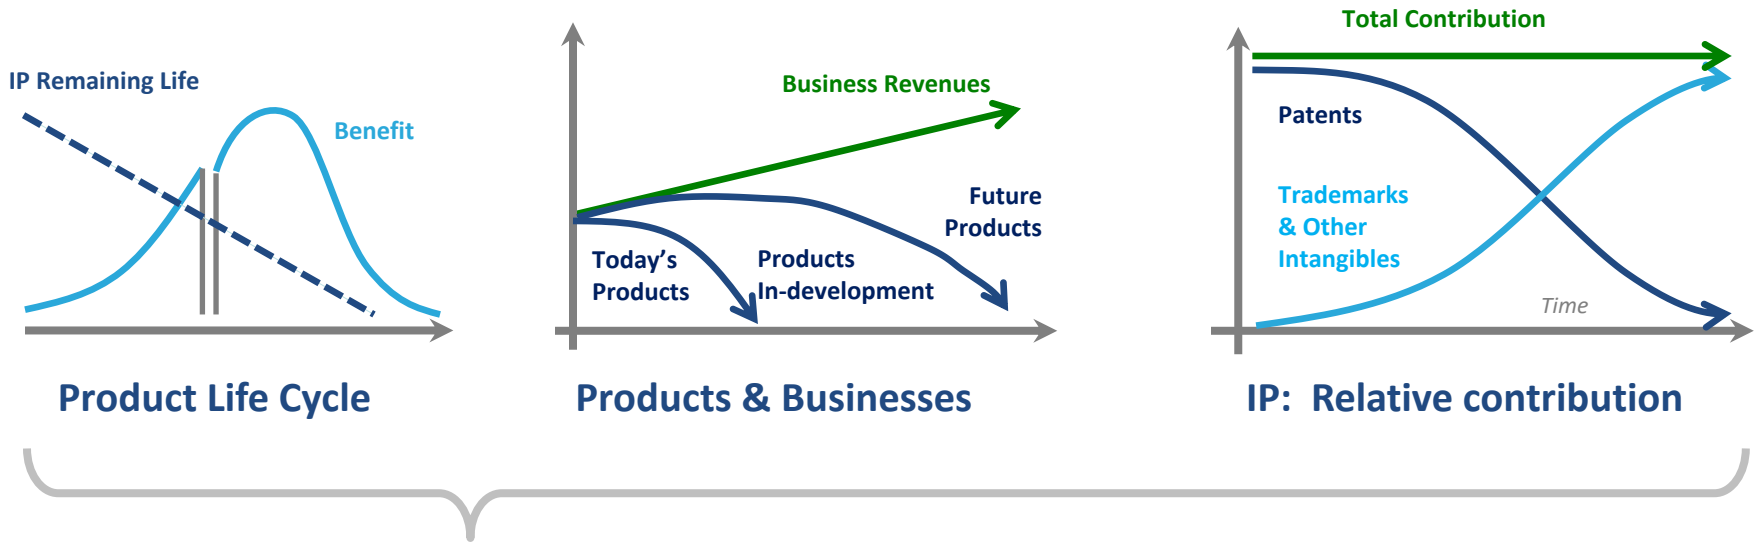 IP Remaining Life
Benefit
Product Life Cycle
Business Revenues
Future
Products
Today's
Products
Products
In-development
Products & Businesses
Total Contribution
Patents
Trademarks
& Other
Intangibles
Time
IP:  Relative contribution